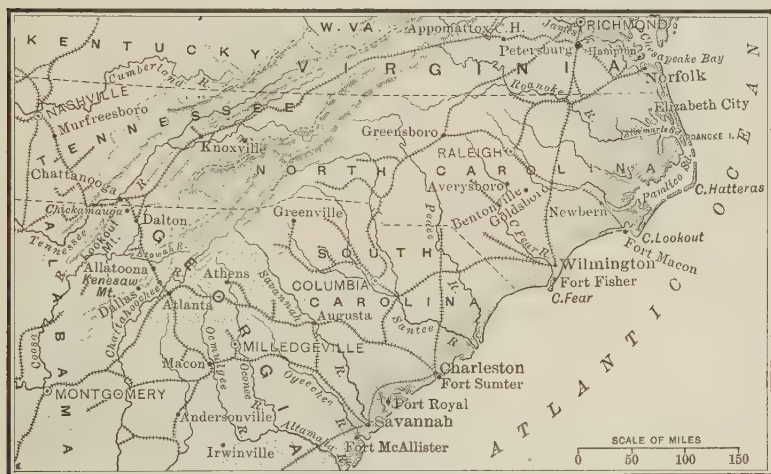 W. VA.
Appomattox C.H.
James R.
RICHMOND
KENTUCKY
VIRGINIA
Petersburg
Hampton
Chesapeake Bay
Cumberland R.
Norfolk
NASHVILLE
Roanoke R.
Murfreesboro
Elizabeth City
TENNESSEE
Albemarle Sd.
ROANOKE I.
Greensboro
Knoxville
RALEIGH
NORTH CAROLINA
Chattanooga
Averysboro
Pamlico Sd.
C. Hatteras
Chickamauga
Bentonville
Goldsboro
Dalton
Greenville
Newbern
Tennessee R.
Lookout Mt.
Pedee R.
C. Lookout
Etowah R.
SOUTH CAROLINA
C. Fear R.
Fort Macon
Allatoona
Athens
Savannah R.
Wilmington
Kenesaw Mt.
COLUMBIA
Fort Fisher
Dallas
C. Fear
Atlanta
Augusta
Chattahoochee R.
Santee R.
Coosa R.
MILLEDGEVILLE
GEORGIA
Macon
Ocmulgee R.
Oconee R.
Ogeechee R.
Charleston
Fort Sumter
MONTGOMERY
ALABAMA
Port Royal
Andersonville
Savannah
Altamaha R.
Irwinville
Fort McAllister
ATLANTIC OCEAN
SCALE OF MILES
0 50 100 150